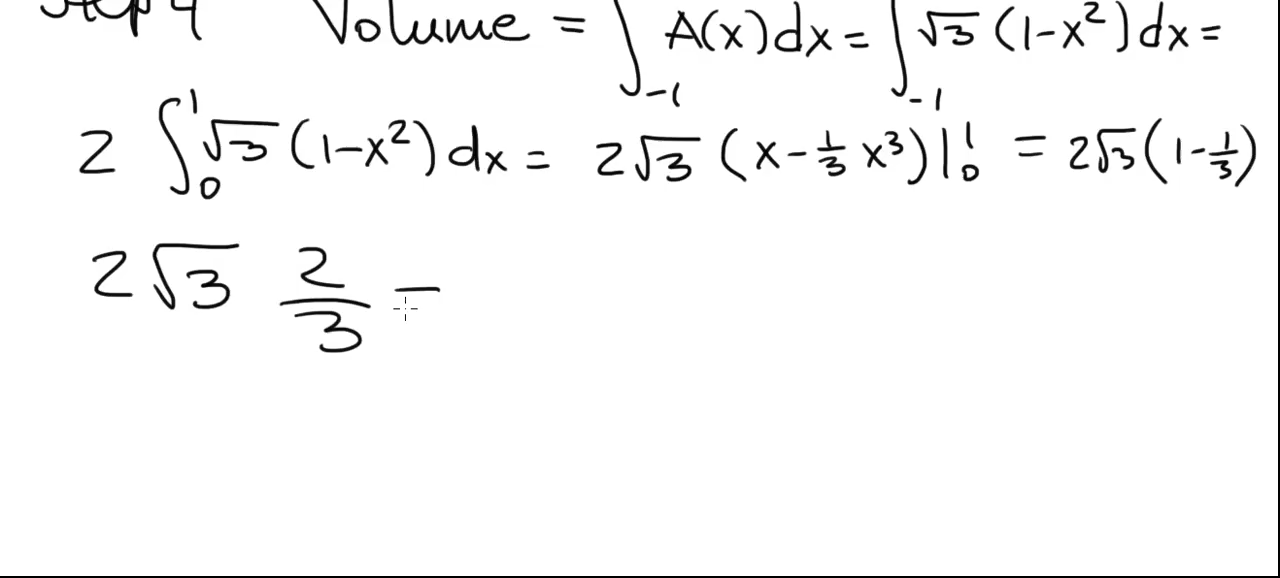 Step 4 Volume = ∫_{-1} A(x)dx = ∫_{-1} √3 (1-x²)dx =
2 ∫_0^1 √3 (1-x²)dx = 2√3 (x - 1/3 x³)|_0^1 = 2√3 (1 - 1/3)
2√3 2/3 -